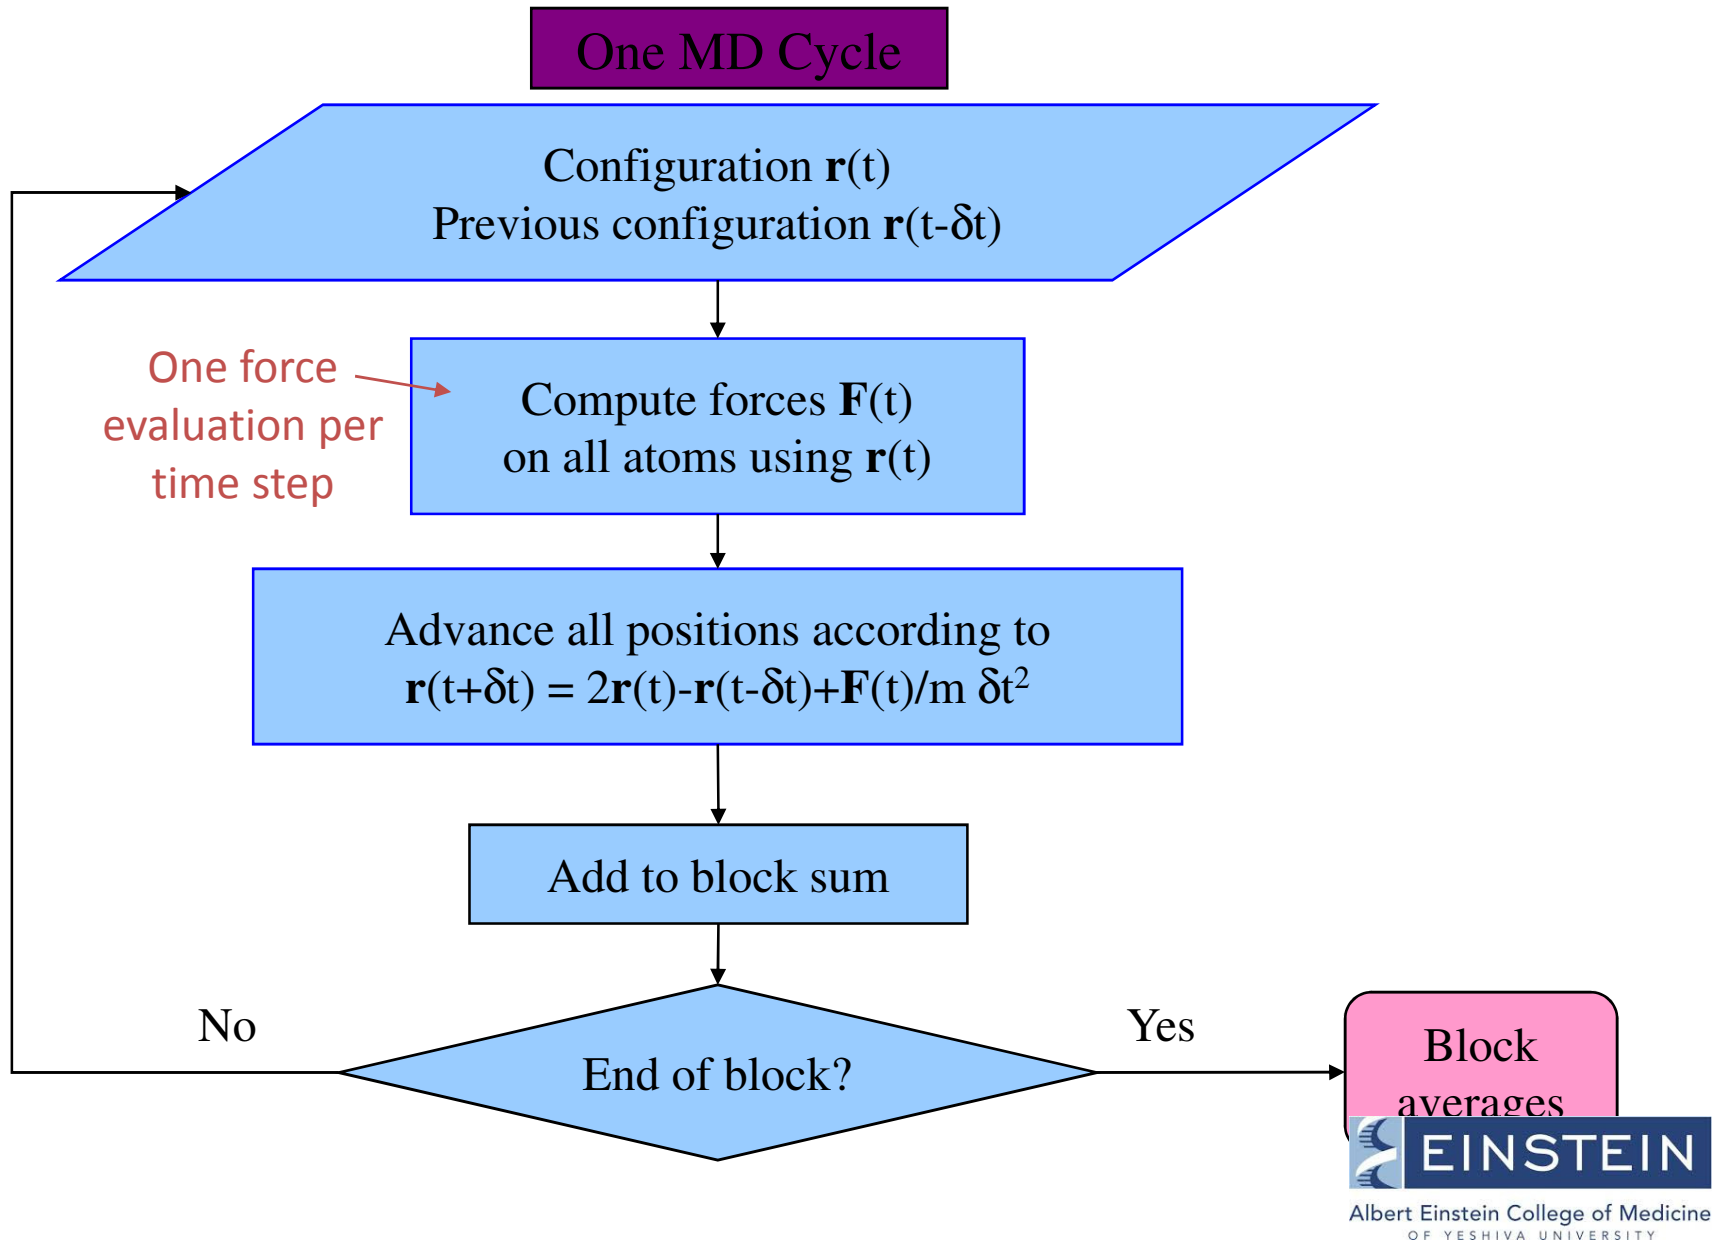 One MD Cycle
Configuration r(t)
Previous configuration r(t-δt)
One force
evaluation per
time step
Compute forces F(t)
on all atoms using r(t)
Advance all positions according to
r(t+δt) = 2r(t)-r(t-δt)+F(t)/m δt²
Add to block sum
No
End of block?
Yes
Block
averages
EINSTEIN
Albert Einstein College of Medicine
OF YESHIVA UNIVERSITY